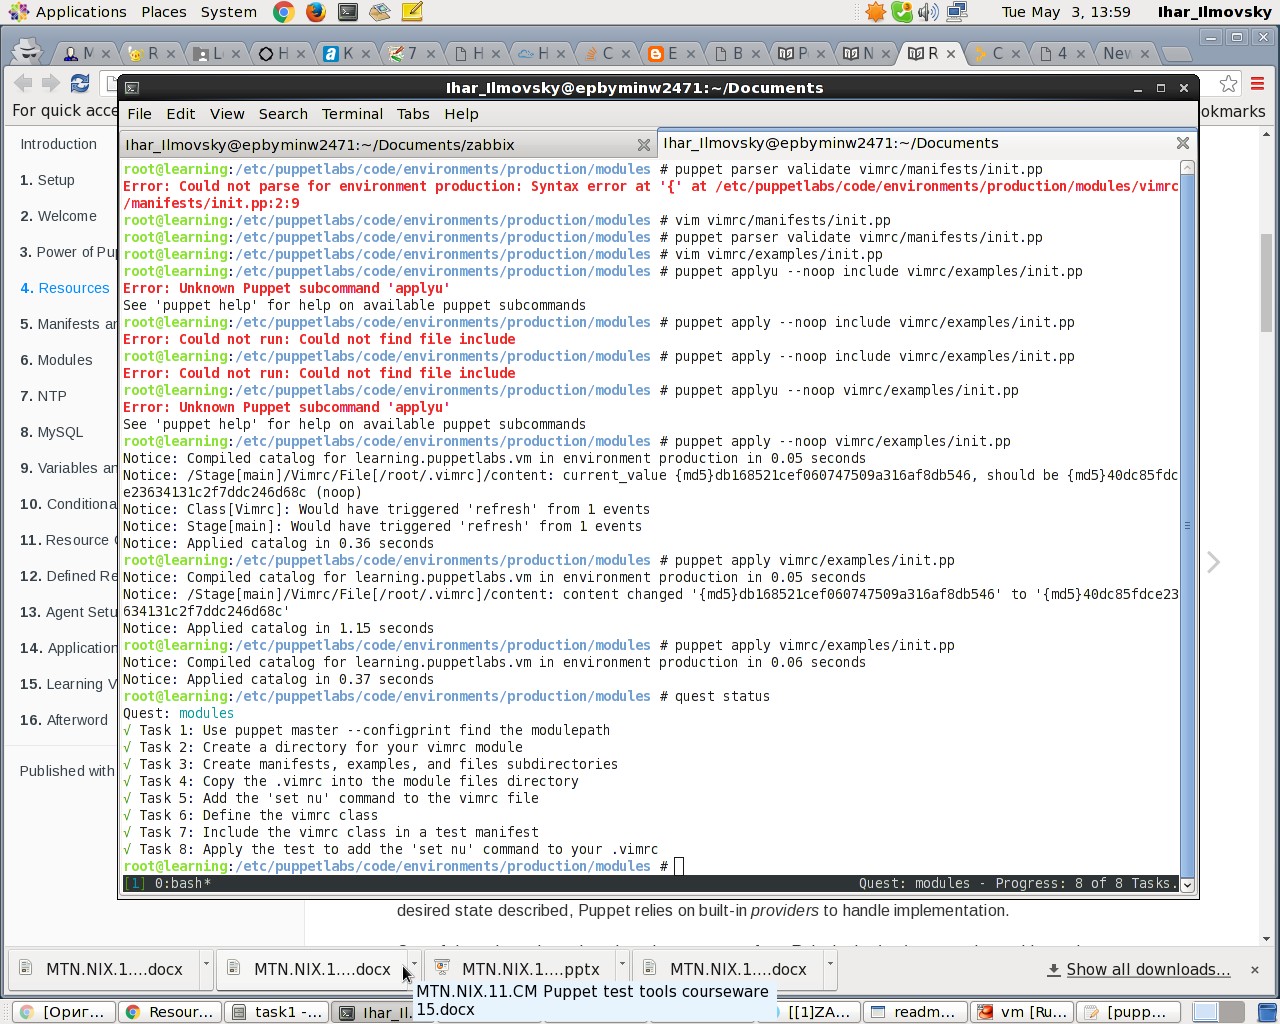 Applications Places System Tue May 3, 13:59 Ihar_Ilmovsky
M R L H K 7 H H C E B P N R C 4 New
For quick acce okmarks
Ihar_Ilmovsky@epbyminw2471:~/Documents
File Edit View Search Terminal Tabs Help
Ihar_Ilmovsky@epbyminw2471:~/Documents/zabbix
Ihar_Ilmovsky@epbyminw2471:~/Documents
Introduction
1. Setup
2. Welcome
3. Power of Pu
4. Resources
5. Manifests an
6. Modules
7. NTP
8. MySQL
9. Variables an
10. Conditiona
11. Resource O
12. Defined Re
13. Agent Setu
14. Application
15. Learning V
16. Afterword
Published with
root@learning:/etc/puppetlabs/code/environments/production/modules # puppet parser validate vimrc/manifests/init.pp
Error: Could not parse for environment production: Syntax error at '{' at /etc/puppetlabs/code/environments/production/modules/vimrc
/manifests/init.pp:2:9
root@learning:/etc/puppetlabs/code/environments/production/modules # vim vimrc/manifests/init.pp
root@learning:/etc/puppetlabs/code/environments/production/modules # puppet parser validate vimrc/manifests/init.pp
root@learning:/etc/puppetlabs/code/environments/production/modules # vim vimrc/examples/init.pp
root@learning:/etc/puppetlabs/code/environments/production/modules # puppet applyu --noop include vimrc/examples/init.pp
Error: Unknown Puppet subcommand 'applyu'
See 'puppet help' for help on available puppet subcommands
root@learning:/etc/puppetlabs/code/environments/production/modules # puppet apply --noop include vimrc/examples/init.pp
Error: Could not run: Could not find file include
root@learning:/etc/puppetlabs/code/environments/production/modules # puppet apply --noop include vimrc/examples/init.pp
Error: Could not run: Could not find file include
root@learning:/etc/puppetlabs/code/environments/production/modules # puppet applyu --noop vimrc/examples/init.pp
Error: Unknown Puppet subcommand 'applyu'
See 'puppet help' for help on available puppet subcommands
root@learning:/etc/puppetlabs/code/environments/production/modules # puppet apply --noop vimrc/examples/init.pp
Notice: Compiled catalog for learning.puppetlabs.vm in environment production in 0.05 seconds
Notice: /Stage[main]/Vimrc/File[/root/.vimrc]/content: current_value {md5}db168521cef060747509a316af8db546, should be {md5}40dc85fdc
e23634131c2f7ddc246d68c (noop)
Notice: Class[Vimrc]: Would have triggered 'refresh' from 1 events
Notice: Stage[main]: Would have triggered 'refresh' from 1 events
Notice: Applied catalog in 0.36 seconds
root@learning:/etc/puppetlabs/code/environments/production/modules # puppet apply vimrc/examples/init.pp
Notice: Compiled catalog for learning.puppetlabs.vm in environment production in 0.05 seconds
Notice: /Stage[main]/Vimrc/File[/root/.vimrc]/content: content changed '{md5}db168521cef060747509a316af8db546' to '{md5}40dc85fdce23
634131c2f7ddc246d68c'
Notice: Applied catalog in 1.15 seconds
root@learning:/etc/puppetlabs/code/environments/production/modules # puppet apply vimrc/examples/init.pp
Notice: Compiled catalog for learning.puppetlabs.vm in environment production in 0.06 seconds
Notice: Applied catalog in 0.37 seconds
root@learning:/etc/puppetlabs/code/environments/production/modules # quest status
Quest: modules
√ Task 1: Use puppet master --configprint find the modulepath
√ Task 2: Create a directory for your vimrc module
√ Task 3: Create manifests, examples, and files subdirectories
√ Task 4: Copy the .vimrc into the module files directory
√ Task 5: Add the 'set nu' command to the vimrc file
√ Task 6: Define the vimrc class
√ Task 7: Include the vimrc class in a test manifest
√ Task 8: Apply the test to add the 'set nu' command to your .vimrc
root@learning:/etc/puppetlabs/code/environments/production/modules #
[1] 0:bash* Quest: modules - Progress: 8 of 8 Tasks.
desired state described, Puppet relies on built-in providers to handle implementation.
MTN.NIX.1....docx MTN.NIX.1....docx MTN.NIX.1....pptx MTN.NIX.1....docx Show all downloads...
MTN.NIX.11.CM Puppet test tools courseware
15.docx
[Ориг... Resour... task1 -... Ihar_Il [[1]ZA... readm... vm [Ru... [pupp...